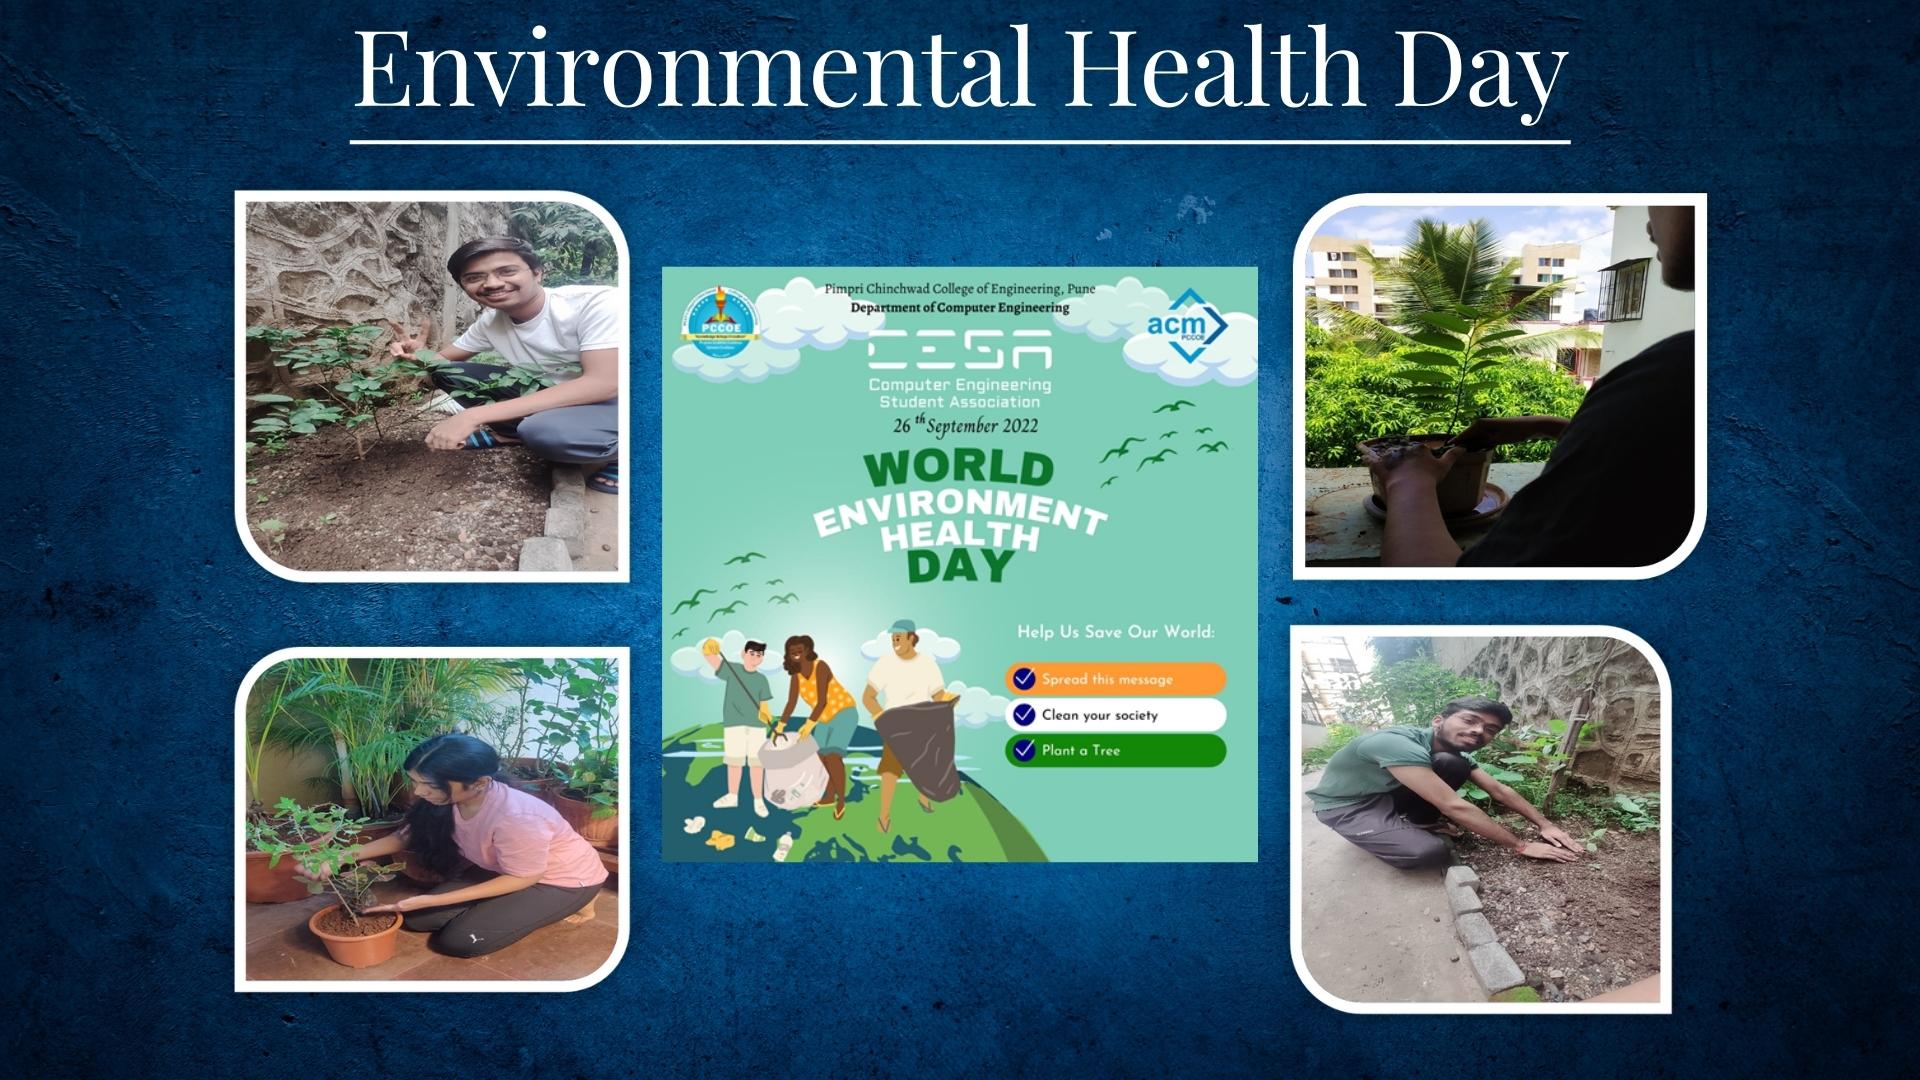 Environmental Health Day
Pimpri Chinchwad College of Engineering, Pune
Department of Computer Engineering
PCCOE
acm
PCCOE
CESA
Computer Engineering
Student Association
26th September 2022
WORLD
ENVIRONMENT
HEALTH
DAY
Help Us Save Our World:
Spread this message
Clean your society
Plant a Tree